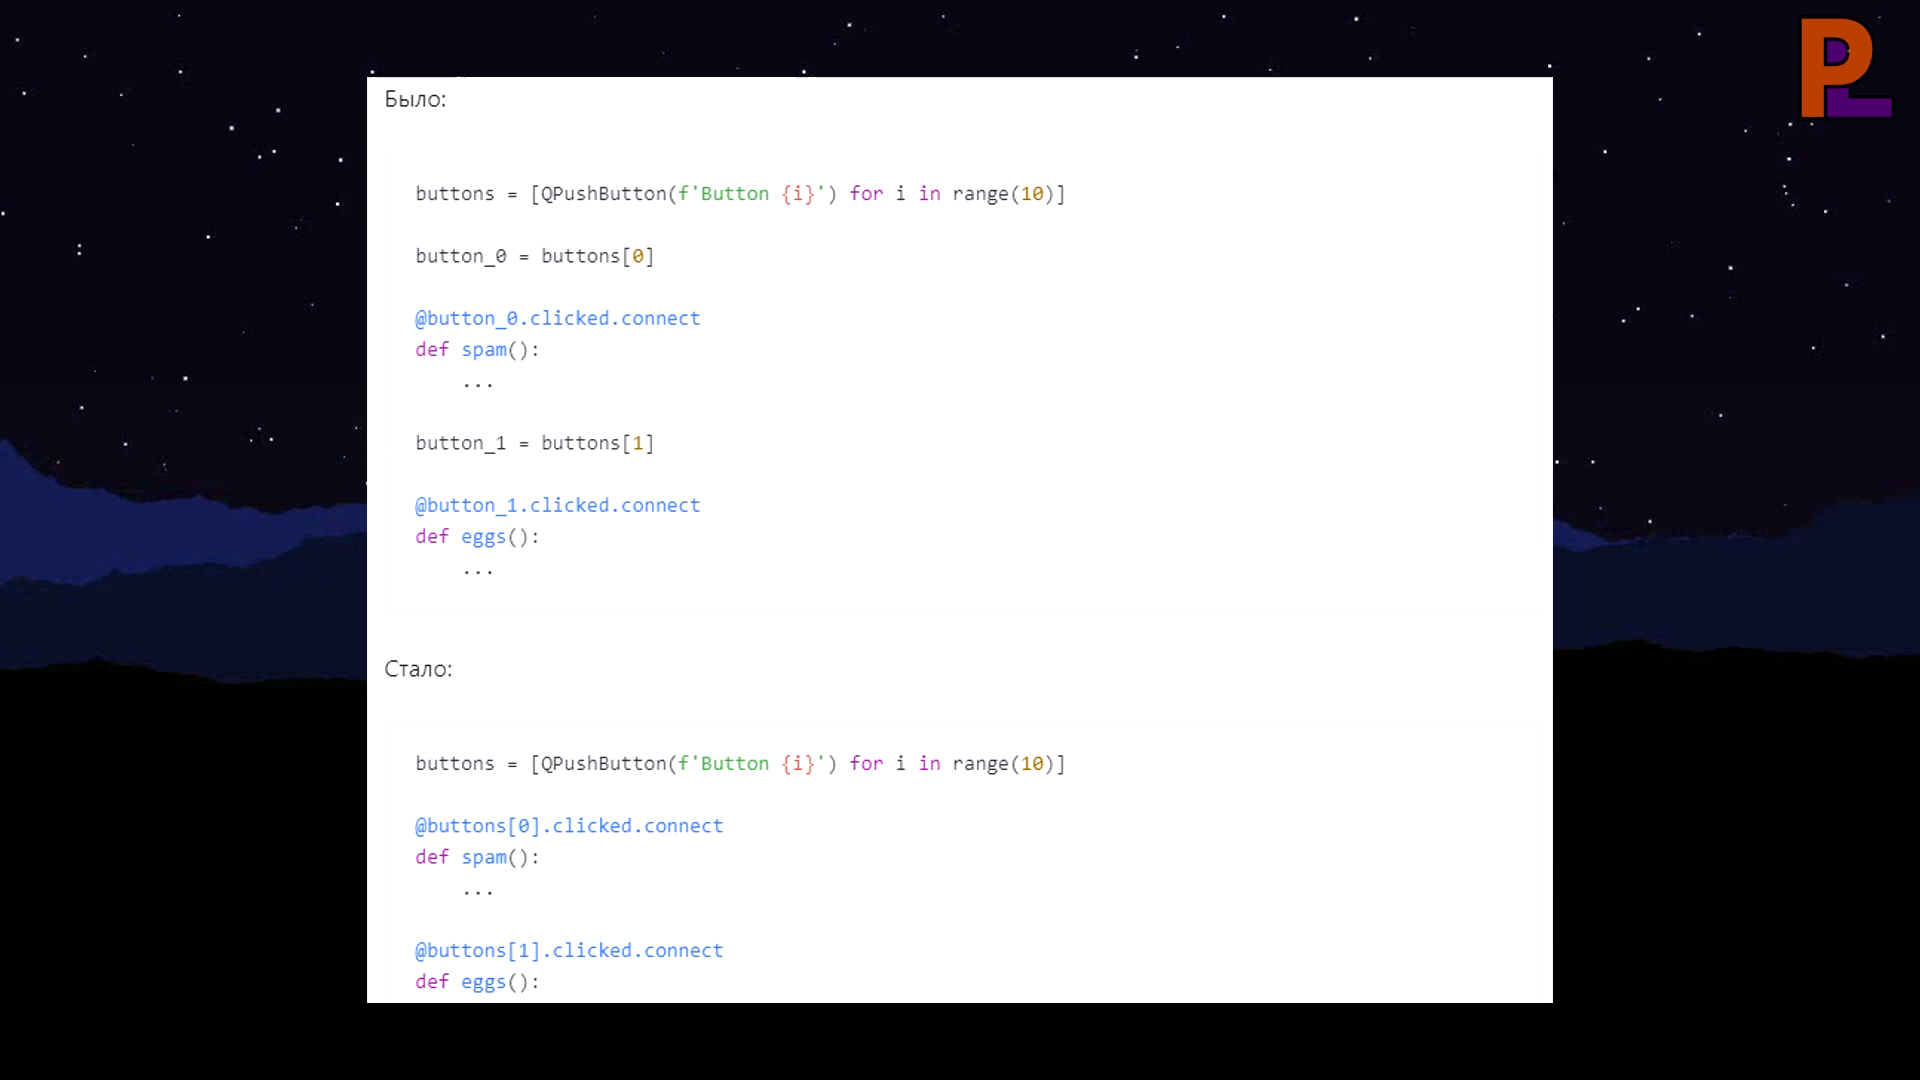 PL
Было:
buttons = [QPushButton(f'Button {i}') for i in range(10)]
button_0 = buttons[0]
@button_0.clicked.connect
def spam():
    ...
button_1 = buttons[1]
@button_1.clicked.connect
def eggs():
    ...
Стало:
buttons = [QPushButton(f'Button {i}') for i in range(10)]
@buttons[0].clicked.connect
def spam():
    ...
@buttons[1].clicked.connect
def eggs():